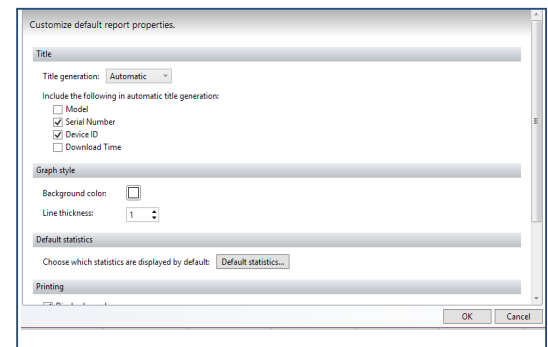 Customize default report properties.
Title
Title generation: Automatic
Include the following in automatic title generation:
Model
Serial Number
Device ID
Download Time
Graph style
Background color:
Line thickness: 1
Default statistics
Choose which statistics are displayed by default: Default statistics...
Printing
OK Cancel